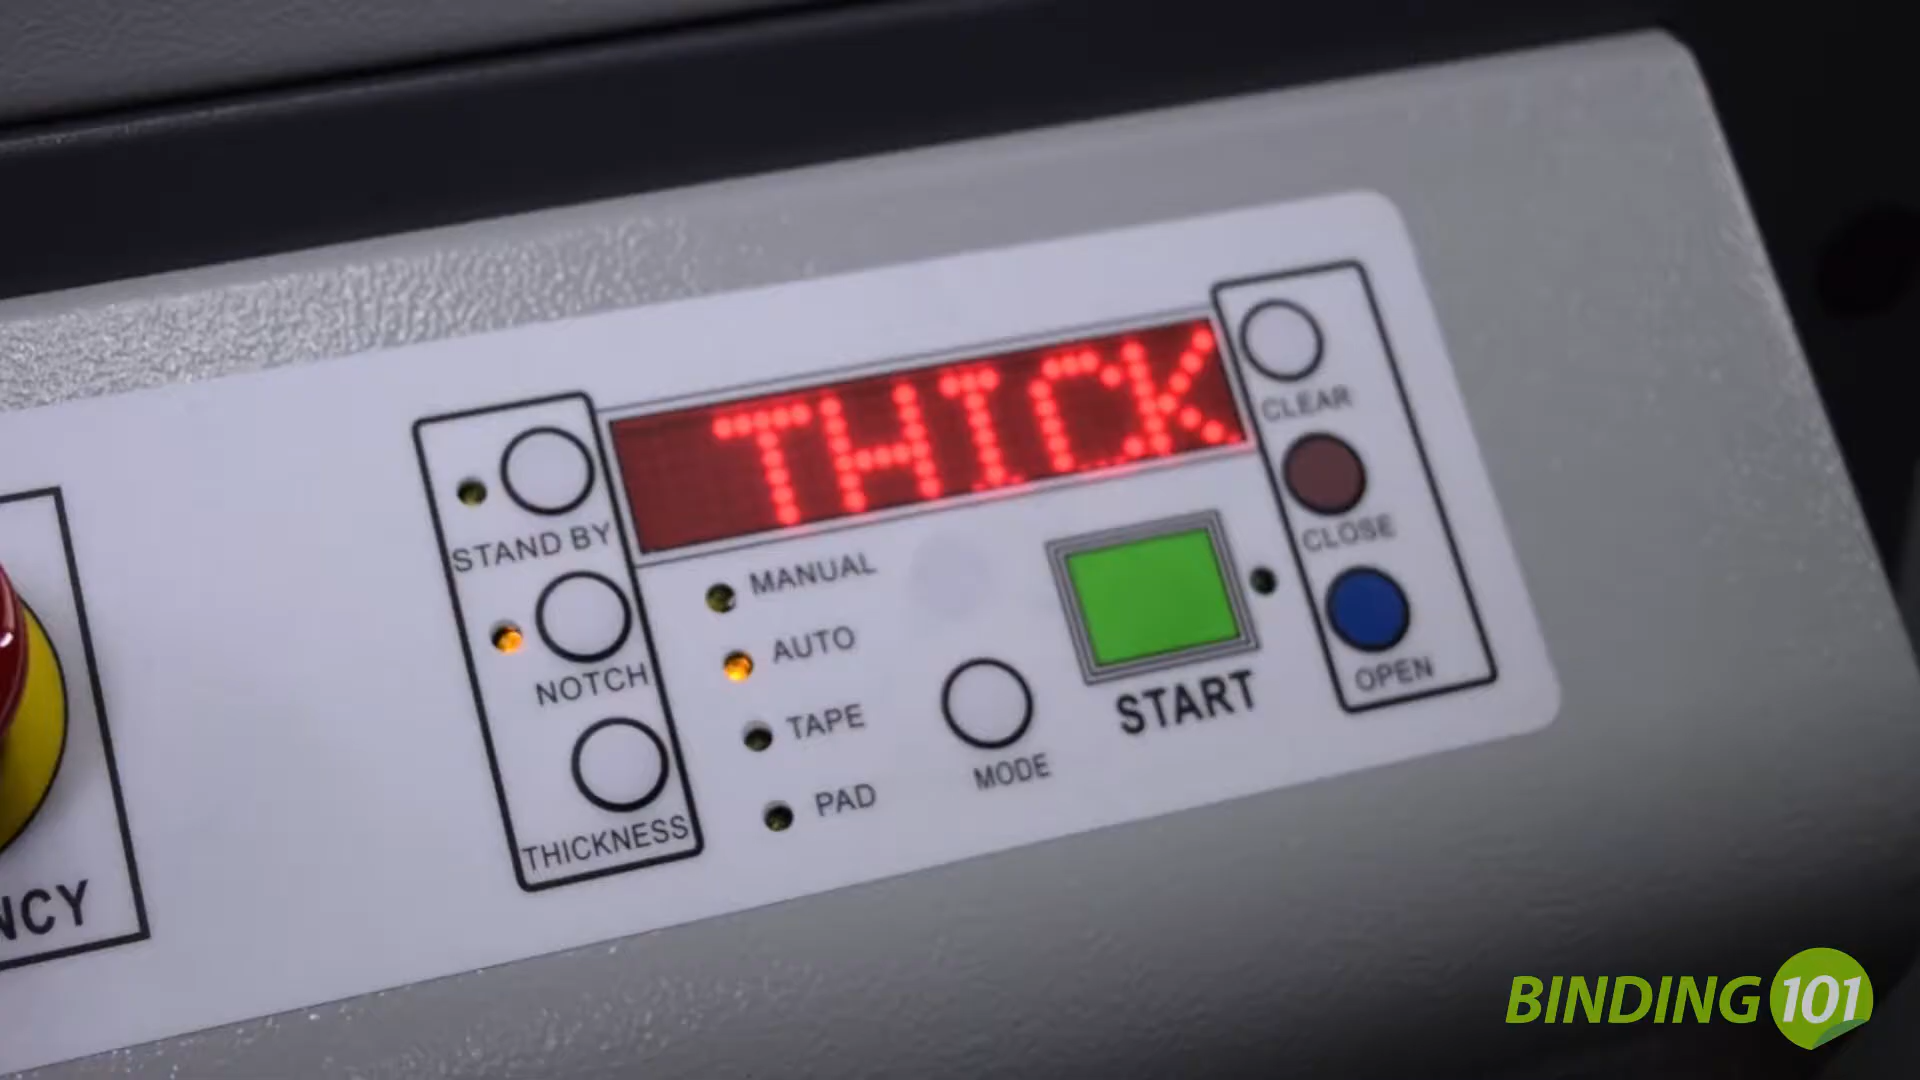 THICK
CLEAR
STAND BY
CLOSE
MANUAL
NOTCH
AUTO
OPEN
START
TAPE
MODE
THICKNESS
PAD
NCY
BINDING 101